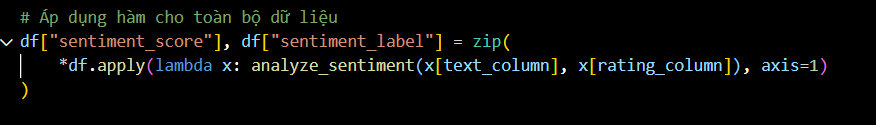 # Áp dụng hàm cho toàn bộ dữ liệu
df["sentiment_score"], df["sentiment_label"] = zip(
    *df.apply(lambda x: analyze_sentiment(x[text_column], x[rating_column]), axis=1)
)